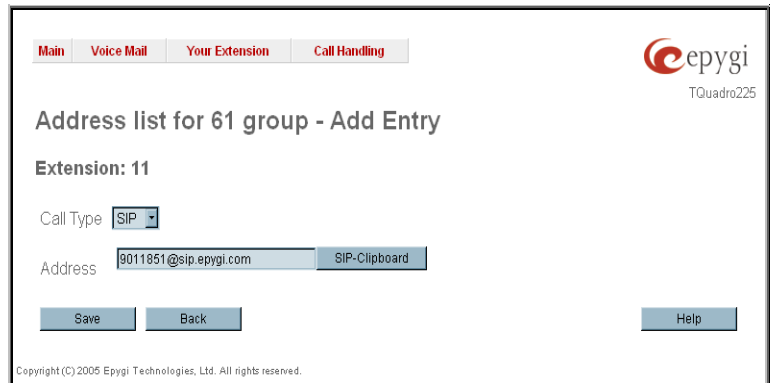 Main Voice Mail Your Extension Call Handling
epygi
TQuadro225
Address list for 61 group - Add Entry
Extension: 11
Call Type SIP
Address 9011851@sip.epygi.com SIP-Clipboard
Save Back Help
Copyright (C) 2005 Epygi Technologies, Ltd. All rights reserved.